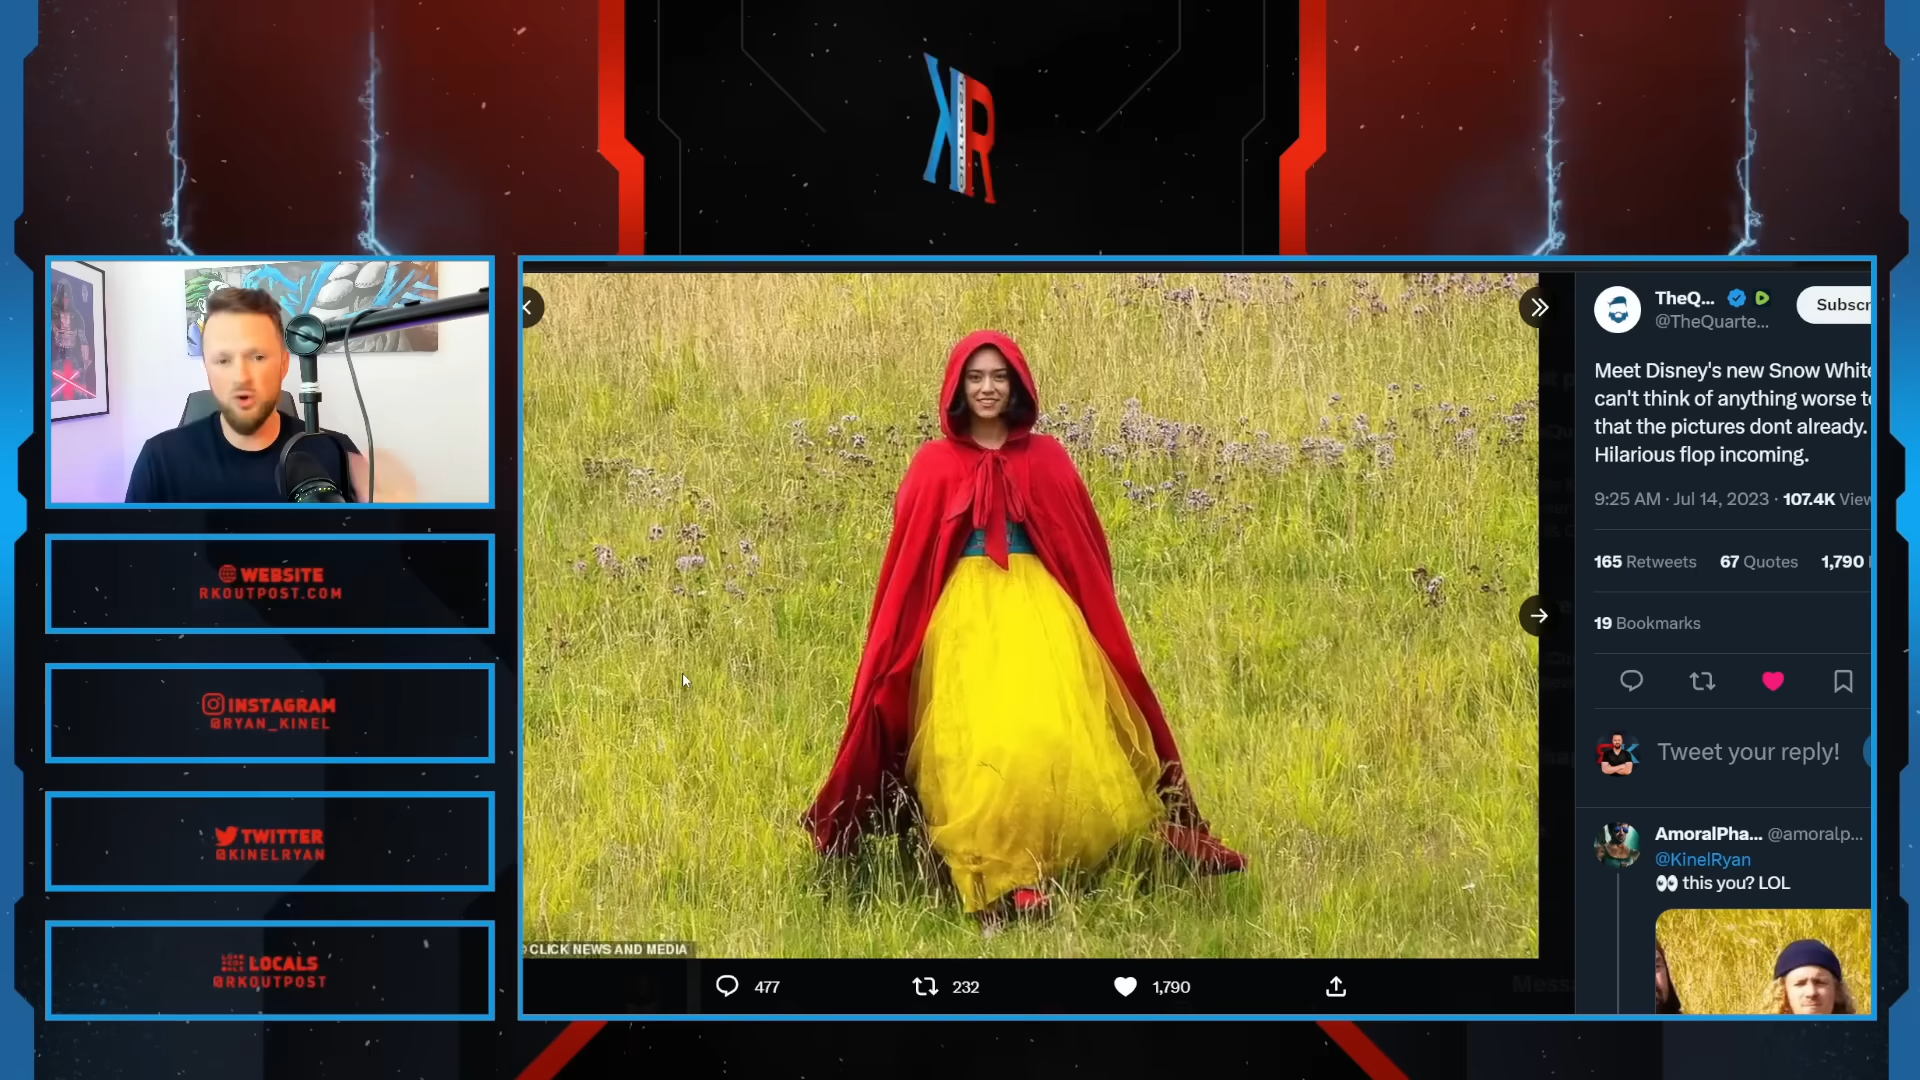 KR
OUTPOST
WEBSITE
RKOUTPOST.COM
INSTAGRAM
@RYAN_KINEL
TWITTER
@KINELRYAN
LOCALS
@RKOUTPOST
CLICK NEWS AND MEDIA
477
232
1,790
TheQ...
@TheQuarte...
Subscr
Meet Disney's new Snow White
can't think of anything worse t
that the pictures dont already.
Hilarious flop incoming.
9:25 AM · Jul 14, 2023 · 107.4K View
165 Retweets 67 Quotes 1,790
19 Bookmarks
Tweet your reply!
AmoralPha... @amoralp...
@KinelRyan
👀 this you? LOL